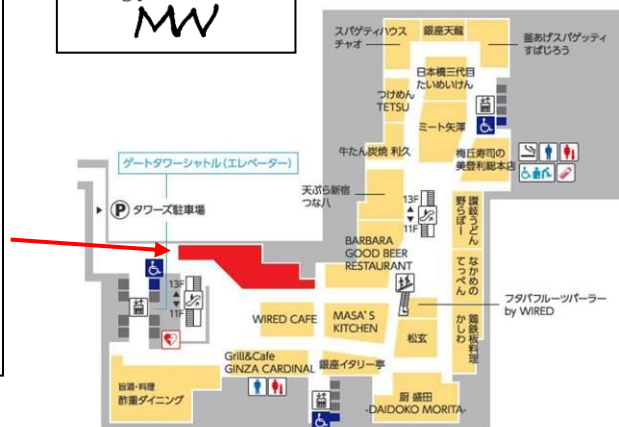 MW
スパゲティハウス
チャオ
銀座天龍
釜あげスパゲッティ
すぱじろう
日本橋三代目
たいめいけん
つけめん
TETSU
ミート矢澤
牛たん炭焼 利久
梅丘寿司の
美登利総本店
ゲートタワーシャトル(エレベーター)
P タワーズ駐車場
天ぷら新宿
つな八
13F
11F
讃岐うどん
野らぼー
BARBARA
GOOD BEER
RESTAURANT
なかめの
てっぺん
13F
11F
フタバフルーツパーラー
by WIRED
WIRED CAFE
MASA'S
KITCHEN
松玄
鶏鉄板料理
かしわ
Grill&Cafe
GINZA CARDINAL
銀座イタリー亭
旨酒・料理
酢重ダイニング
厨 盛田
-DAIDOKO MORITA-